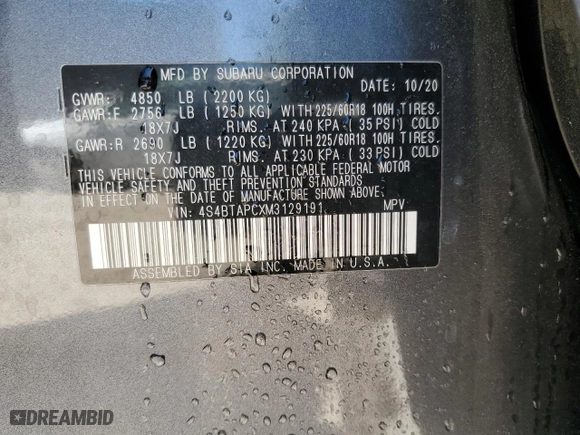 MFD BY SUBARU CORPORATION
DATE: 10/20
GVWR: 4850 LB (2200 KG)
GAWR:F 2756 LB (1250 KG) WITH 225/60R18 100H TIRES.
18X7J RIMS. AT 240 KPA (35 PSI) COLD
GAWR:R 2690 LB (1220 KG) WITH 225/60R18 100H TIRES.
18X7J RIMS. AT 230 KPA (33 PSI) COLD
THIS VEHICLE CONFORMS TO ALL APPLICABLE FEDERAL MOTOR
VEHICLE SAFETY AND THEFT PREVENTION STANDARDS
IN EFFECT ON THE DATE OF MANUFACTURE SHOWN ABOVE.
VIN: 4S4BTAPCXM3129191 MPV
ASSEMBLED BY SIA INC. MADE IN U.S.A.
DREAMBID